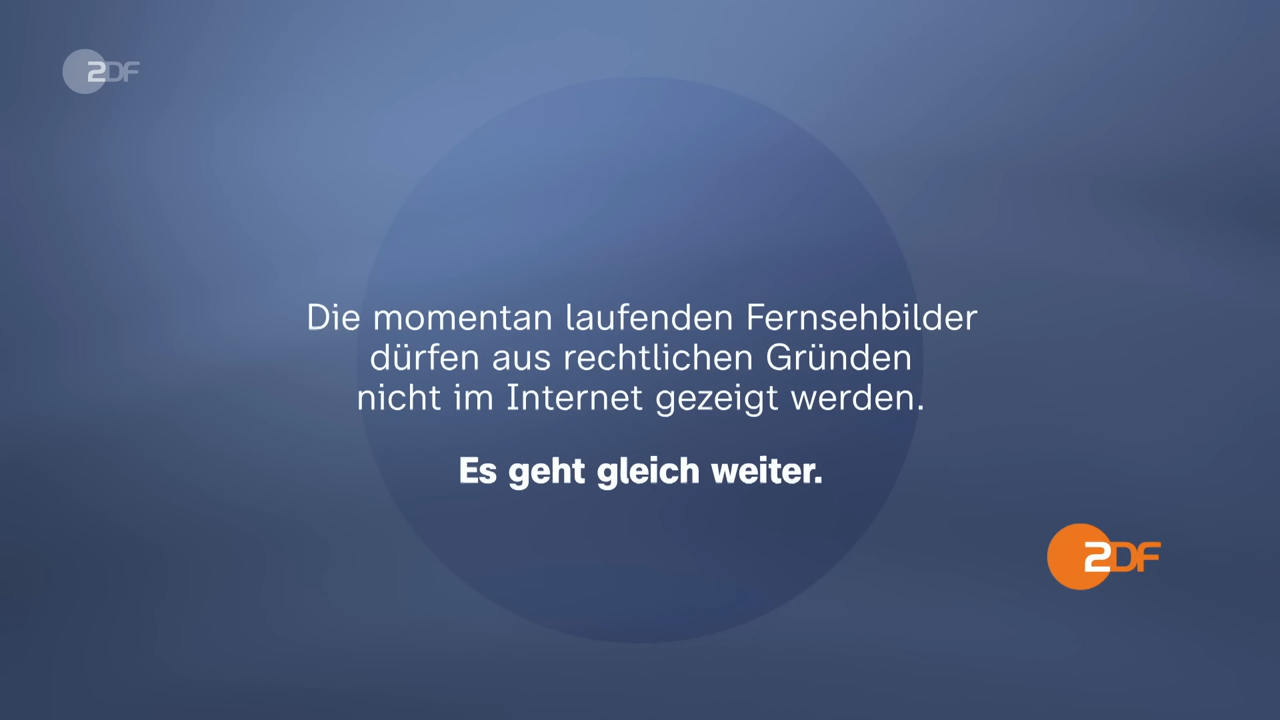 ZDF
Die momentan laufenden Fernsehbilder
dürfen aus rechtlichen Gründen
nicht im Internet gezeigt werden.
Es geht gleich weiter.
ZDF